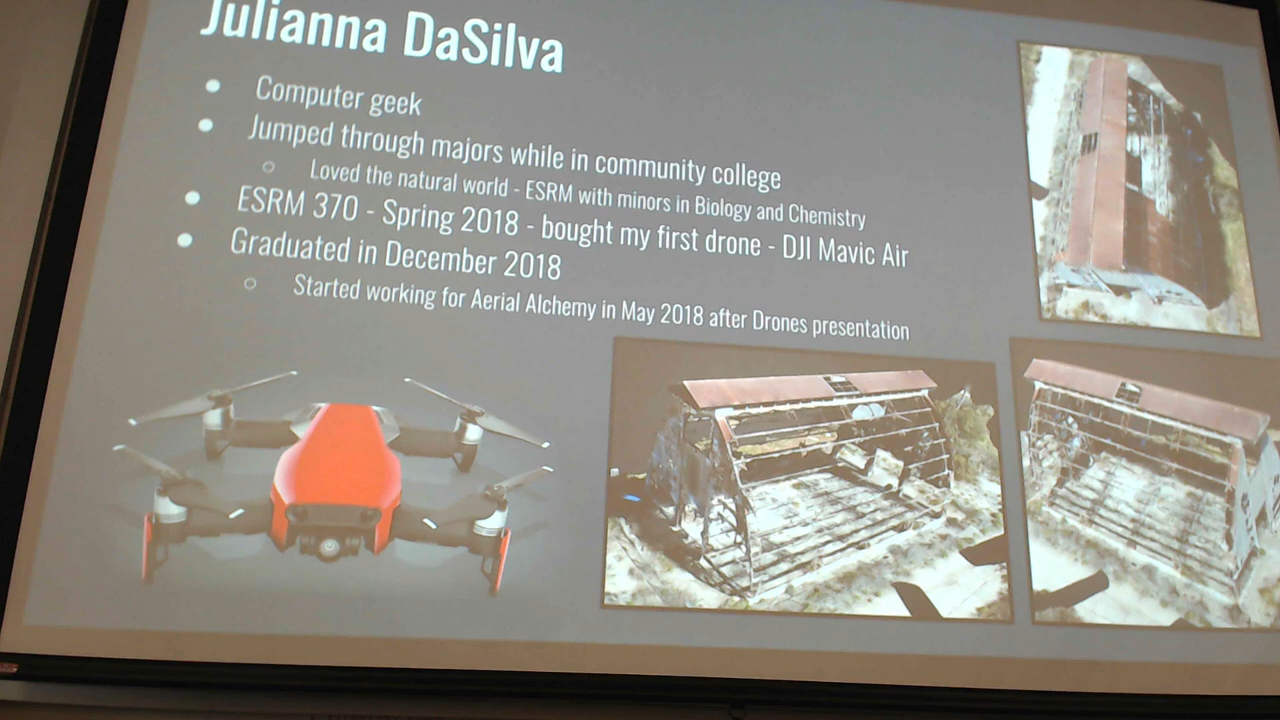 Julianna DaSilva
Computer geek
Jumped through majors while in community college
Loved the natural world - ESRM with minors in Biology and Chemistry
ESRM 370 - Spring 2018 - bought my first drone - DJI Mavic Air
Graduated in December 2018
Started working for Aerial Alchemy in May 2018 after Drones presentation